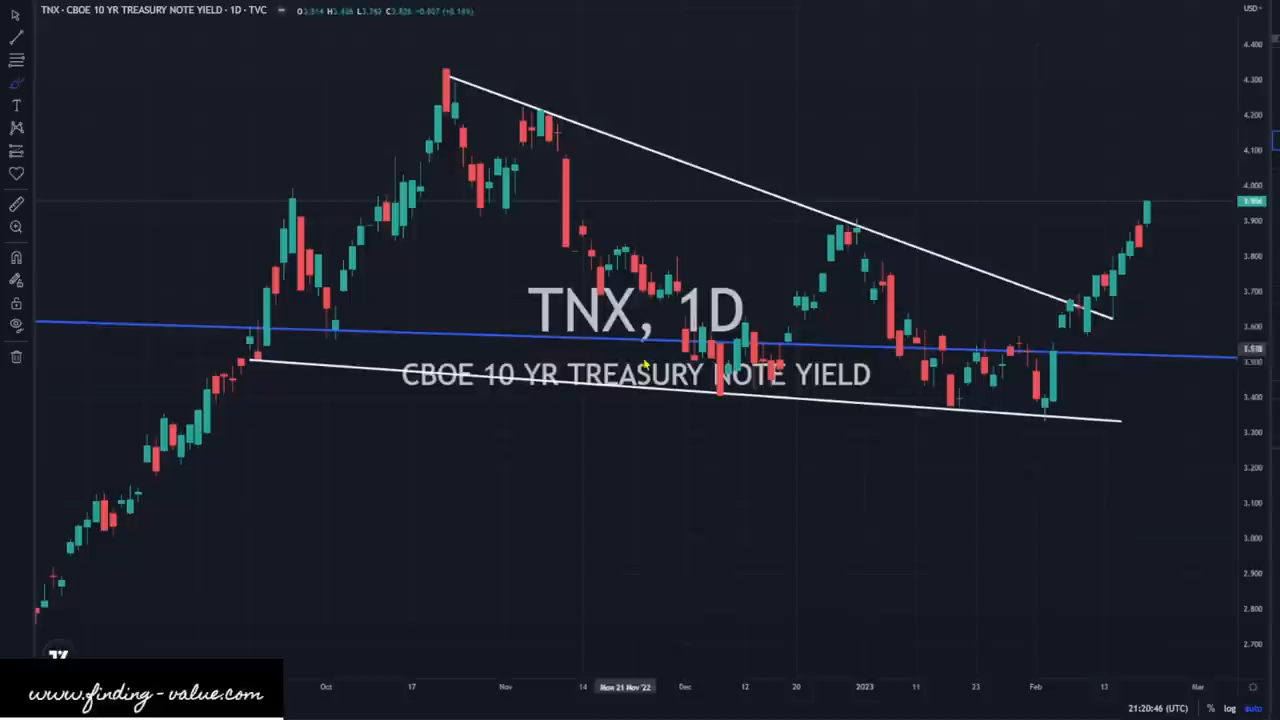 TNX · CBOE 10 YR TREASURY NOTE YIELD · 1D · TVC
USD
4.400
4.300
4.200
4.100
4.000
3.900
3.800
3.700
3.600
3.500
3.400
3.300
3.200
3.100
3.000
2.900
2.800
2.700
TNX, 1D
CBOE 10 YR TREASURY NOTE YIELD
Oct
17
Nov
14
Mon 21 Nov '22
Dec
12
20
2023
11
23
Feb
13
Mar
www.finding-value.com
21:20:46 (UTC)
%
log
auto